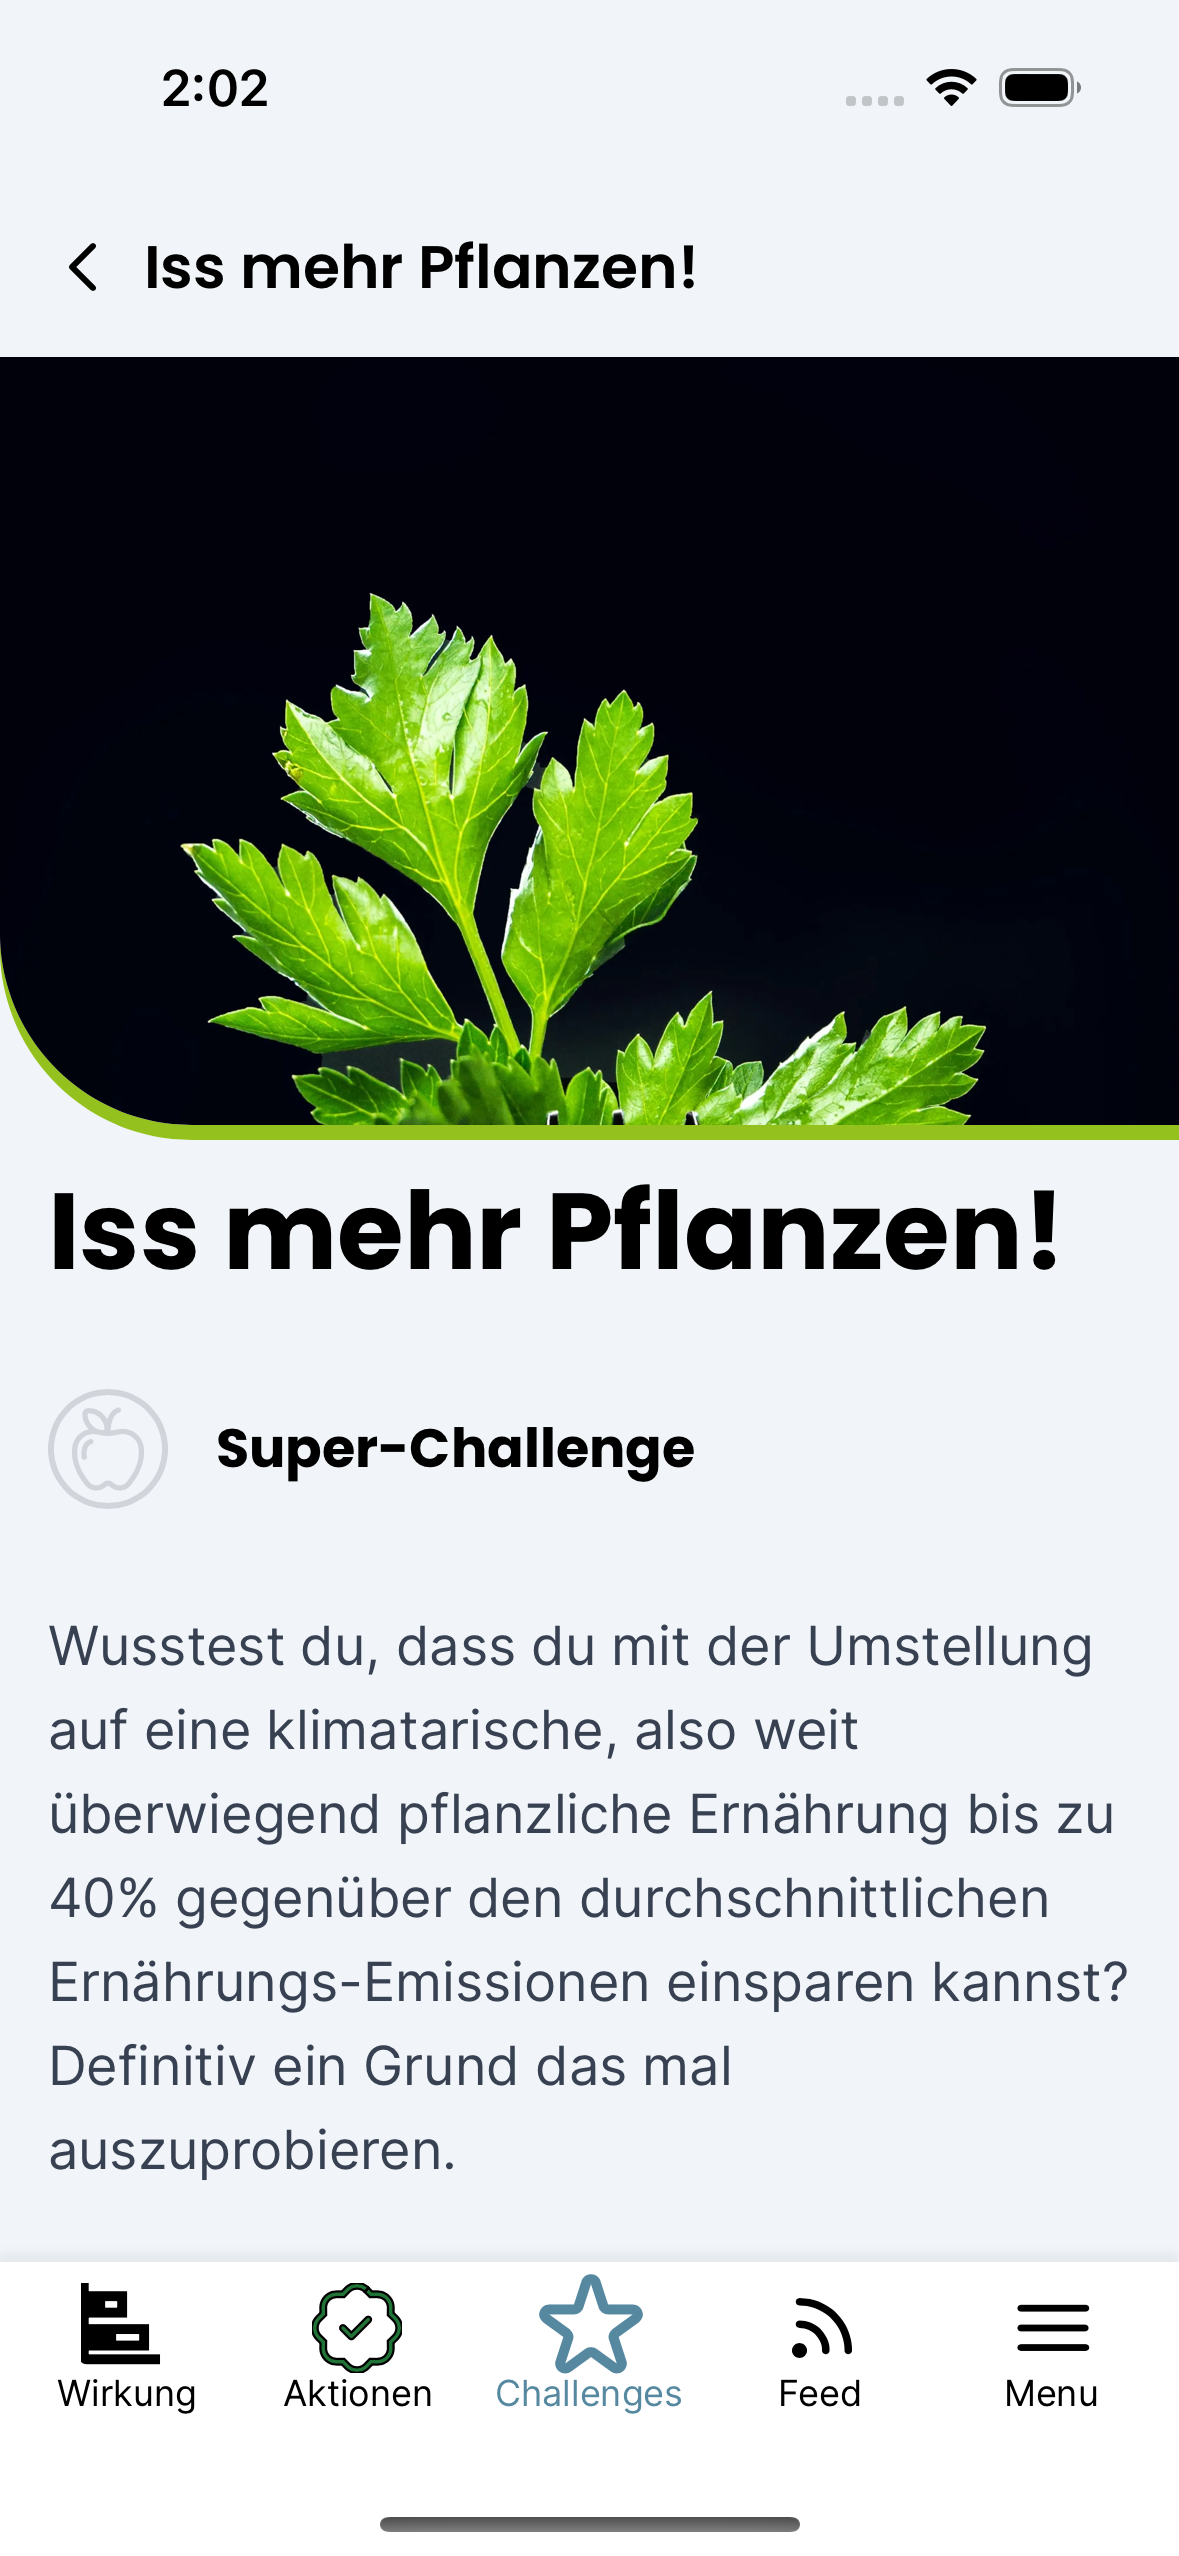 2:02
Iss mehr Pflanzen!
Iss mehr Pflanzen!
Super-Challenge
Wusstest du, dass du mit der Umstellung
auf eine klimatarische, also weit
überwiegend pflanzliche Ernährung bis zu
40% gegenüber den durchschnittlichen
Ernährungs-Emissionen einsparen kannst?
Definitiv ein Grund das mal
auszuprobieren.
Wirkung Aktionen Challenges Feed Menu